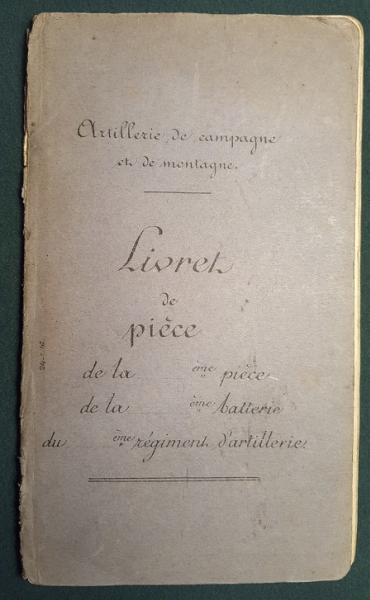 Artillerie de campagne
et de montagne.
Livret
de
pièce
de la ème pièce
de la ème batterie
du ème régiment d'artillerie.